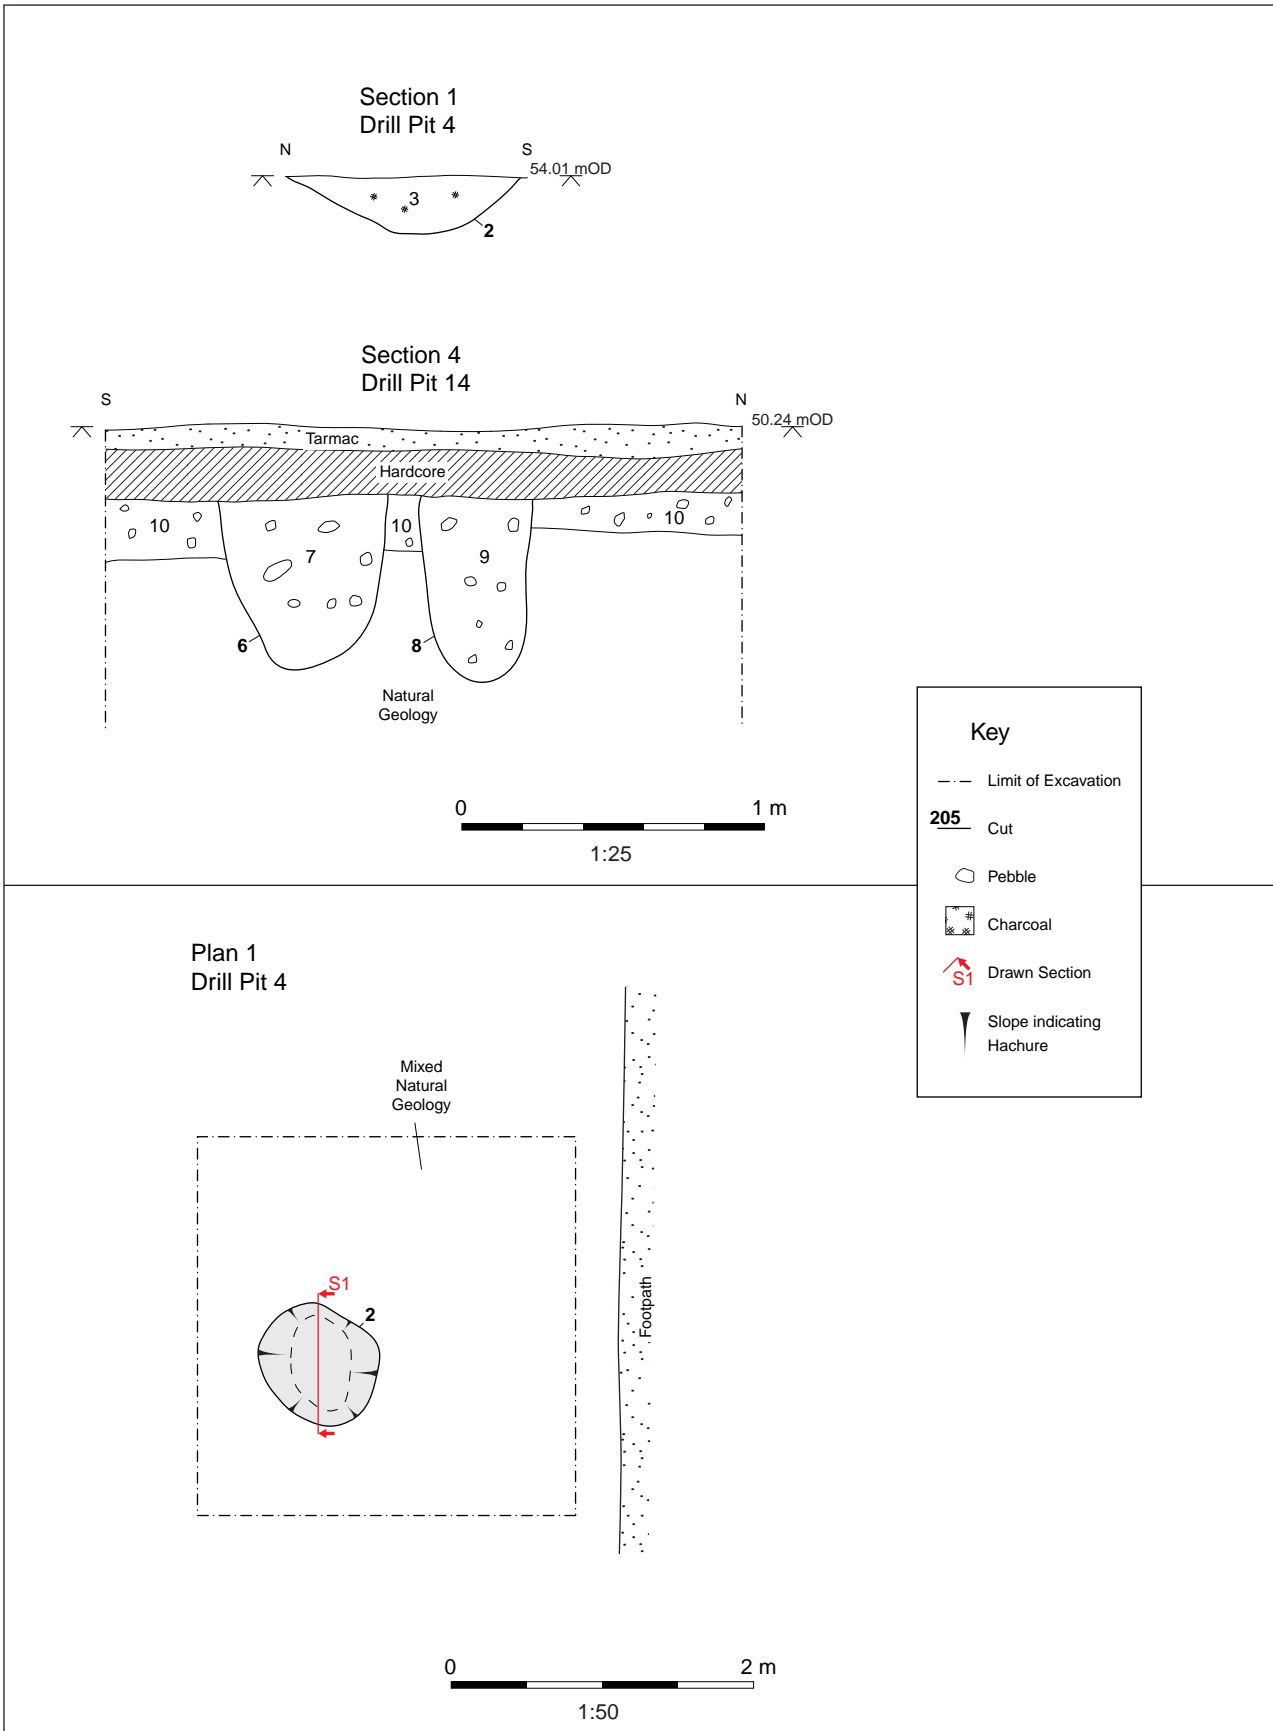 Section 1
Drill Pit 4
N
S
54.01 mOD
3
2
Section 4
Drill Pit 14
S
N
50.24 mOD
Tarmac
Hardcore
10
7
10
9
10
6
8
Natural
Geology
0
1 m
1:25
Key
Limit of Excavation
205
Cut
Pebble
Charcoal
S1
Drawn Section
Slope indicating
Hachure
Plan 1
Drill Pit 4
Mixed
Natural
Geology
S1
2
Footpath
0
2 m
1:50